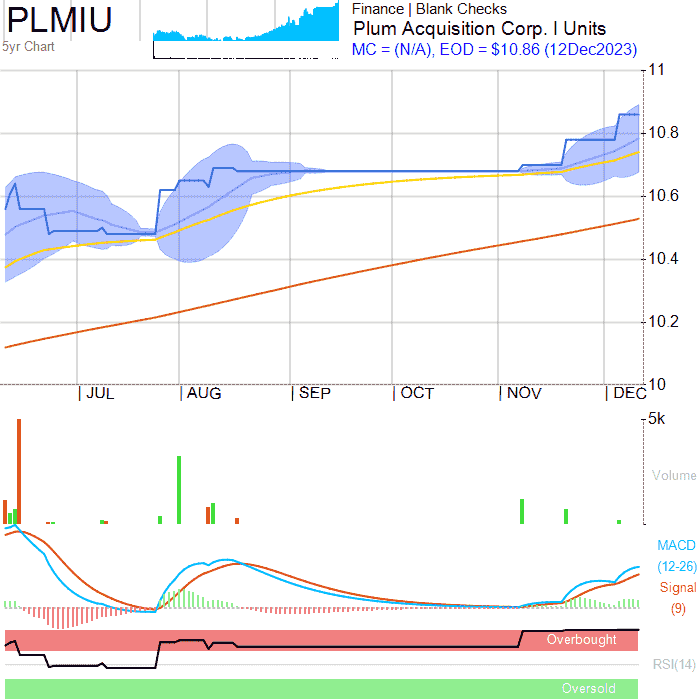 PLMIU
5yr Chart
Finance | Blank Checks
Plum Acquisition Corp. I Units
MC = (N/A), EOD = $10.86 (12Dec2023)
11
10.8
10.6
10.4
10.2
10
JUL
AUG
SEP
OCT
NOV
DEC
5k
Volume
MACD
(12-26)
Signal
(9)
Overbought
RSI(14)
Oversold